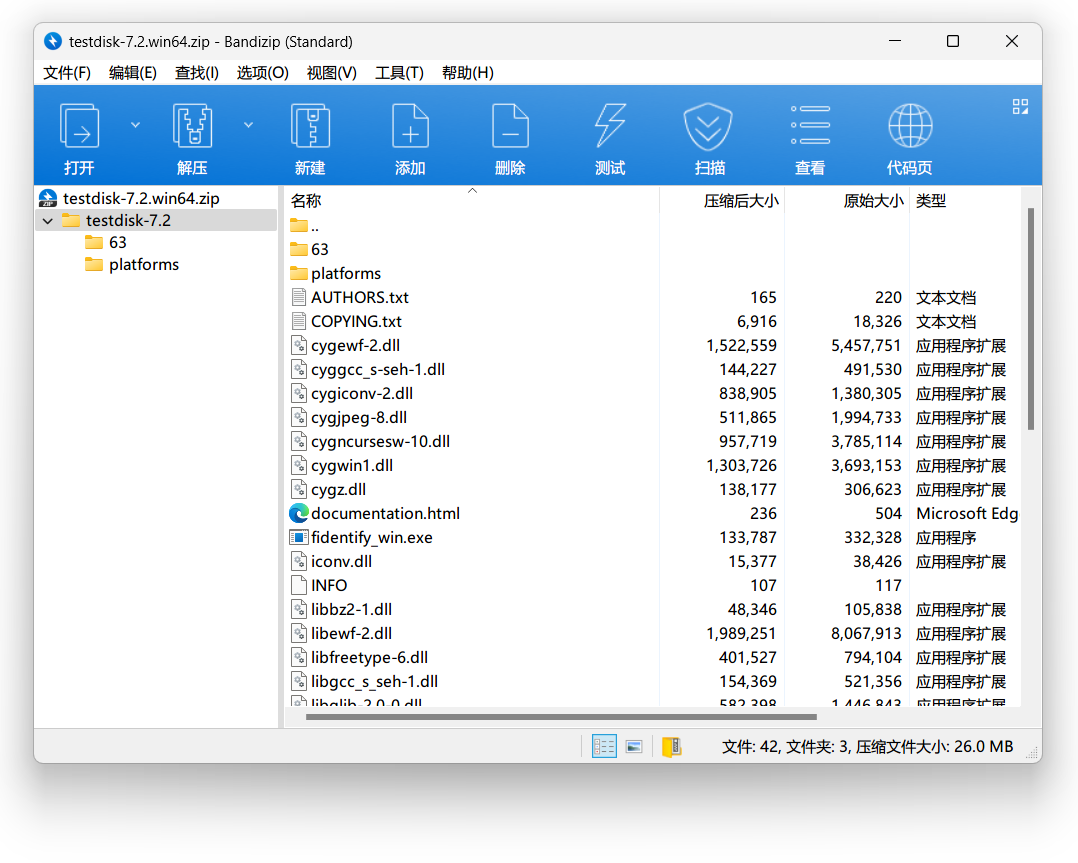 testdisk-7.2.win64.zip - Bandizip (Standard)
文件(F) 编辑(E) 查找(I) 选项(O) 视图(V) 工具(T) 帮助(H)
打开 解压 新建 添加 删除 测试 扫描 查看 代码页
testdisk-7.2.win64.zip
testdisk-7.2
63
platforms
名称 压缩后大小 原始大小 类型
..
63
platforms
AUTHORS.txt 165 220 文本文档
COPYING.txt 6,916 18,326 文本文档
cygewf-2.dll 1,522,559 5,457,751 应用程序扩展
cyggcc_s-seh-1.dll 144,227 491,530 应用程序扩展
cygiconv-2.dll 838,905 1,380,305 应用程序扩展
cygjpeg-8.dll 511,865 1,994,733 应用程序扩展
cygncursesw-10.dll 957,719 3,785,114 应用程序扩展
cygwin1.dll 1,303,726 3,693,153 应用程序扩展
cygz.dll 138,177 306,623 应用程序扩展
documentation.html 236 504 Microsoft Edg
fidentify_win.exe 133,787 332,328 应用程序
iconv.dll 15,377 38,426 应用程序扩展
INFO 107 117
libbz2-1.dll 48,346 105,838 应用程序扩展
libewf-2.dll 1,989,251 8,067,913 应用程序扩展
libfreetype-6.dll 401,527 794,104 应用程序扩展
libgcc_s_seh-1.dll 154,369 521,356 应用程序扩展
libglib-2.0-0.dll 582,398 1,446,843 应用程序扩展
文件: 42, 文件夹: 3, 压缩文件大小: 26.0 MB